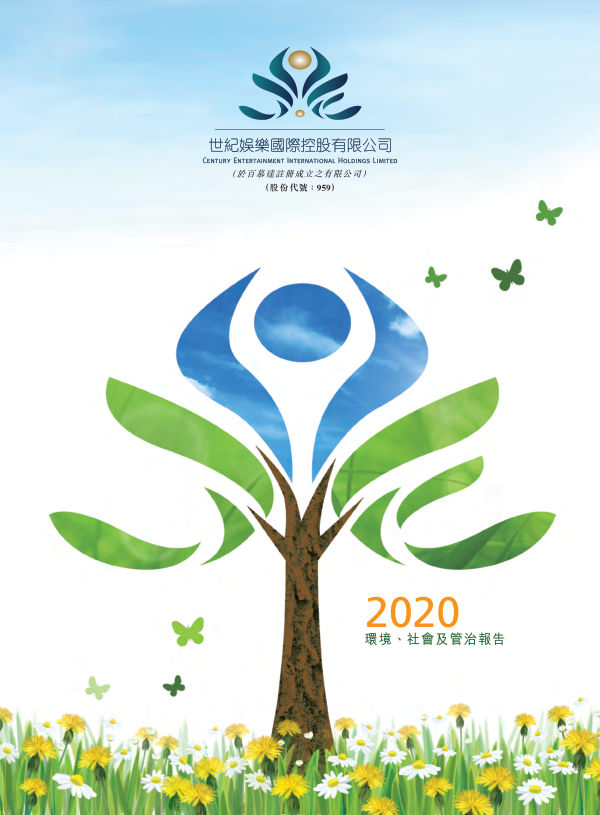 世紀娛樂國際控股有限公司
CENTURY ENTERTAINMENT INTERNATIONAL HOLDINGS LIMITED
(於百慕達註冊成立之有限公司)
(股份代號：959)
2020
環境、社會及管治報告